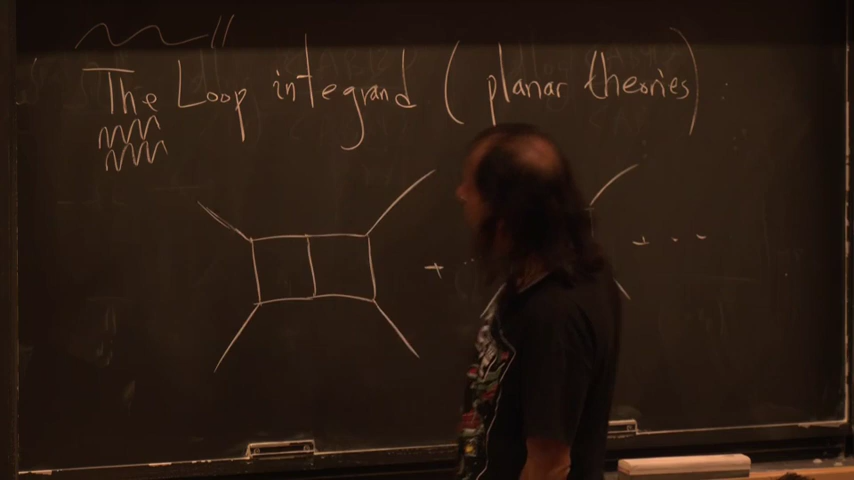 The Loop integrand (planar theories)
+ + ...